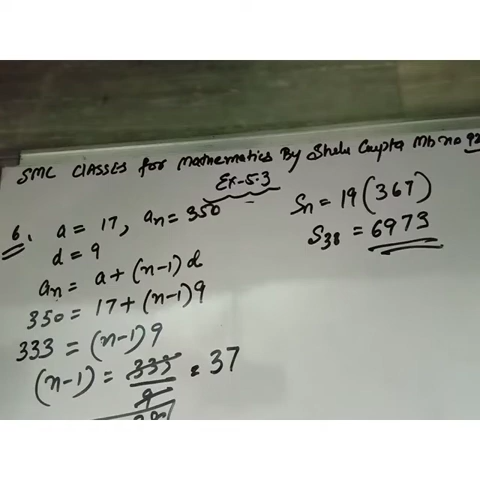 SMC CLASSES for Mathematics By Shelu Gupta Mb no 92
Ex-5.3
6. a = 17, an = 350
d = 9
an = a + (n-1) d
350 = 17 + (n-1) 9
333 = (n-1) 9
(n-1) = 333/9 = 37
Sn = 19 (367)
S38 = 6973